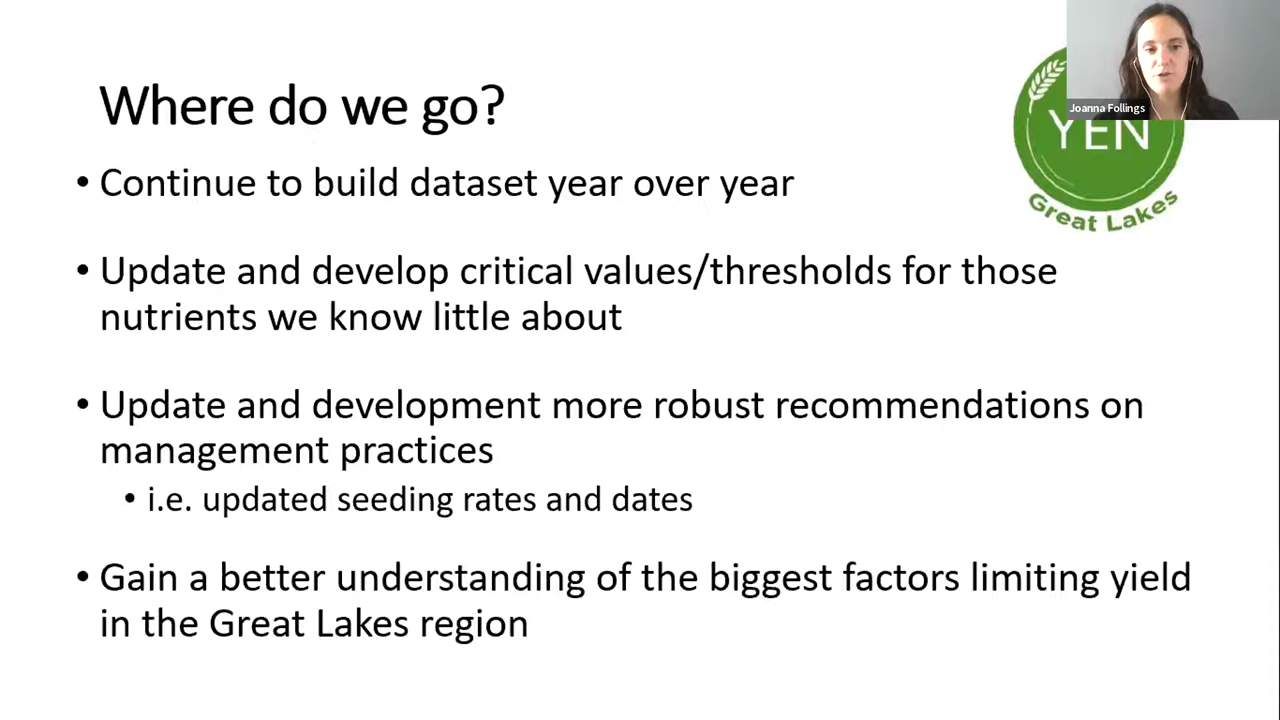 Where do we go?
Joanna Follings
YEN
Great Lakes
• Continue to build dataset year over year
• Update and develop critical values/thresholds for those
nutrients we know little about
• Update and development more robust recommendations on
management practices
• i.e. updated seeding rates and dates
• Gain a better understanding of the biggest factors limiting yield
in the Great Lakes region